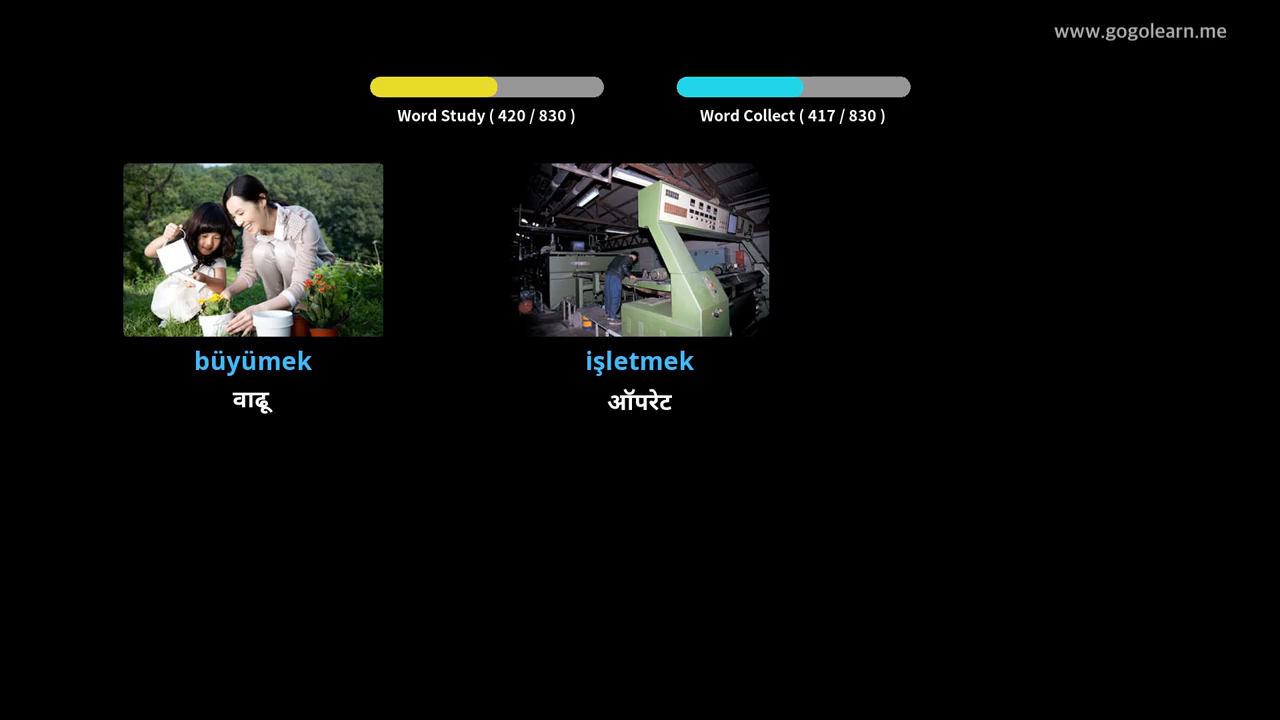 www.gogolearn.me
Word Study ( 420 / 830 )
Word Collect ( 417 / 830 )
büyümek
işletmek
वाढू
ऑपरेट